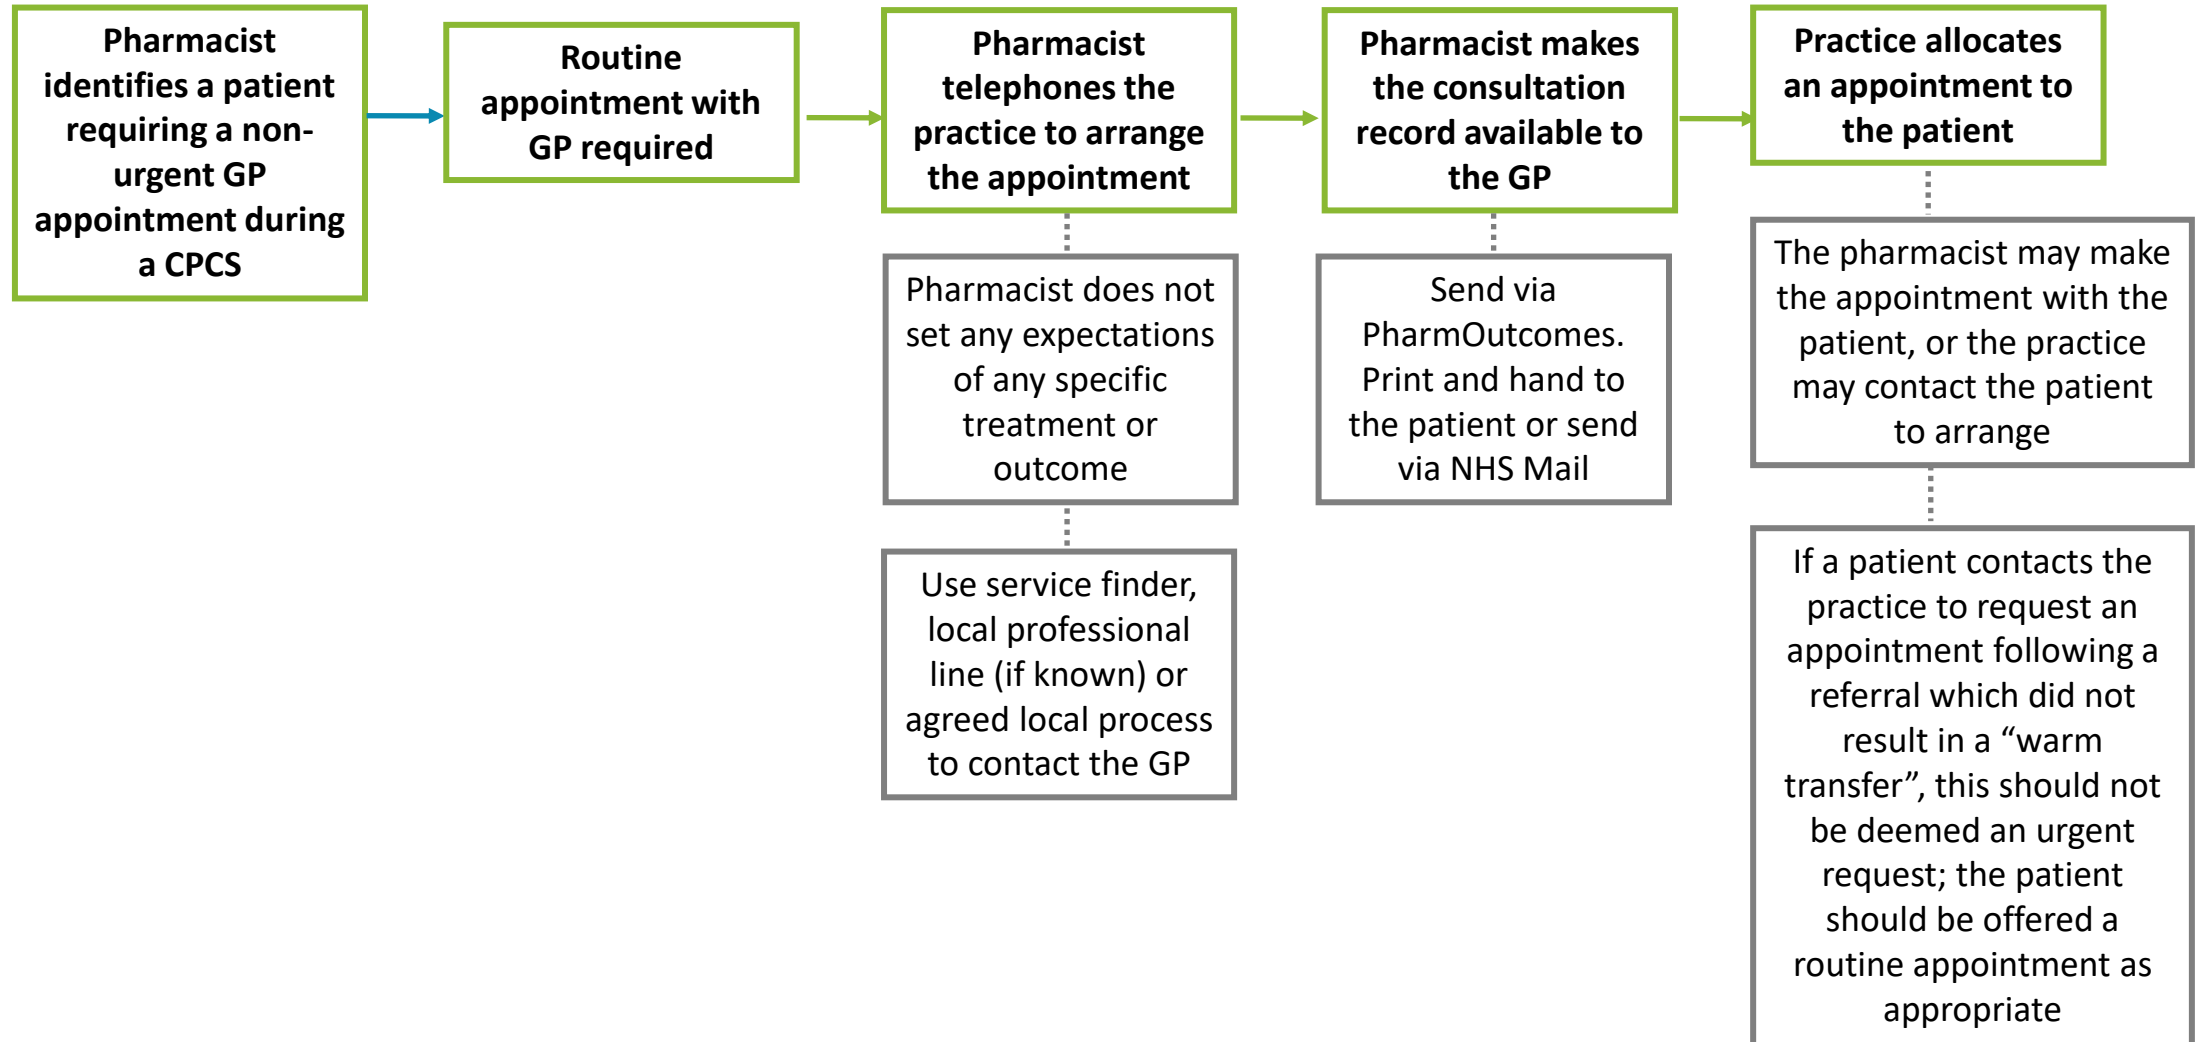 Pharmacist
identifies a patient
requiring a non-
urgent GP
appointment during
a CPCS
Routine
appointment with
GP required
Pharmacist
telephones the
practice to arrange
the appointment
Pharmacist does not
set any expectations
of any specific
treatment or
outcome
Use service finder,
local professional
line (if known) or
agreed local process
to contact the GP
Pharmacist makes
the consultation
record available to
the GP
Send via
PharmOutcomes.
Print and hand to
the patient or send
via NHS Mail
Practice allocates
an appointment to
the patient
The pharmacist may make
the appointment with the
patient, or the practice
may contact the patient
to arrange
If a patient contacts the
practice to request an
appointment following a
referral which did not
result in a “warm
transfer”, this should not
be deemed an urgent
request; the patient
should be offered a
routine appointment as
appropriate